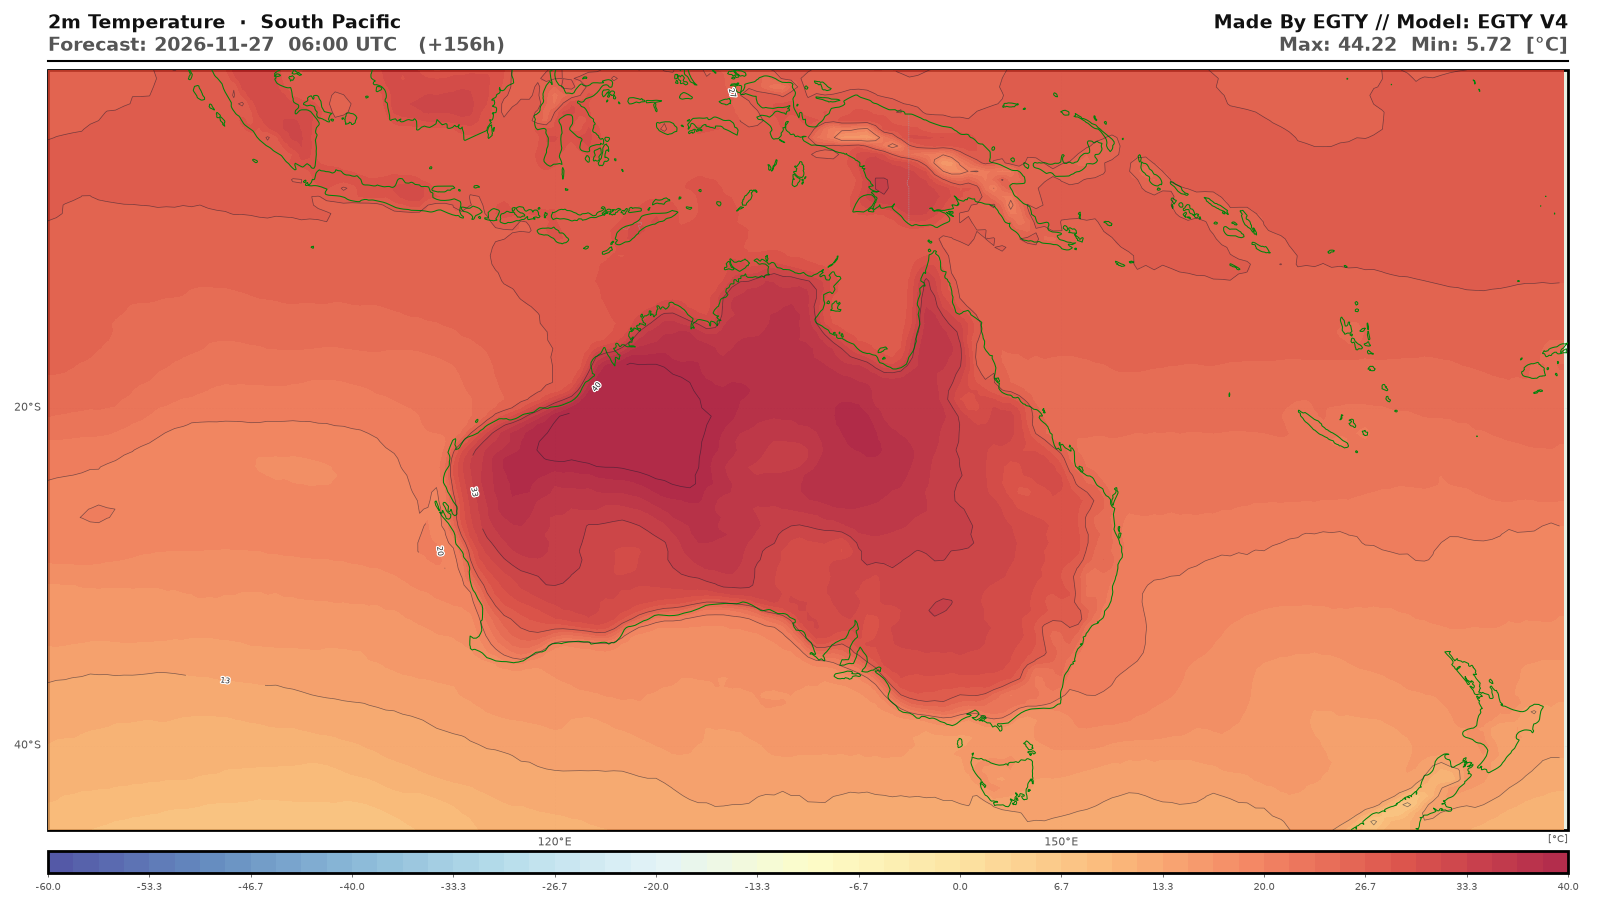 2m Temperature · South Pacific
Made By EGTY // Model: EGTY V4
Forecast: 2026-11-27 06:00 UTC (+156h)
Max: 44.22 Min: 5.72 [°C]
27
40
20°S
33
20
13
40°S
120°E
150°E
[°C]
-60.0 -53.3 -46.7 -40.0 -33.3 -26.7 -20.0 -13.3 -6.7 0.0 6.7 13.3 20.0 26.7 33.3 40.0